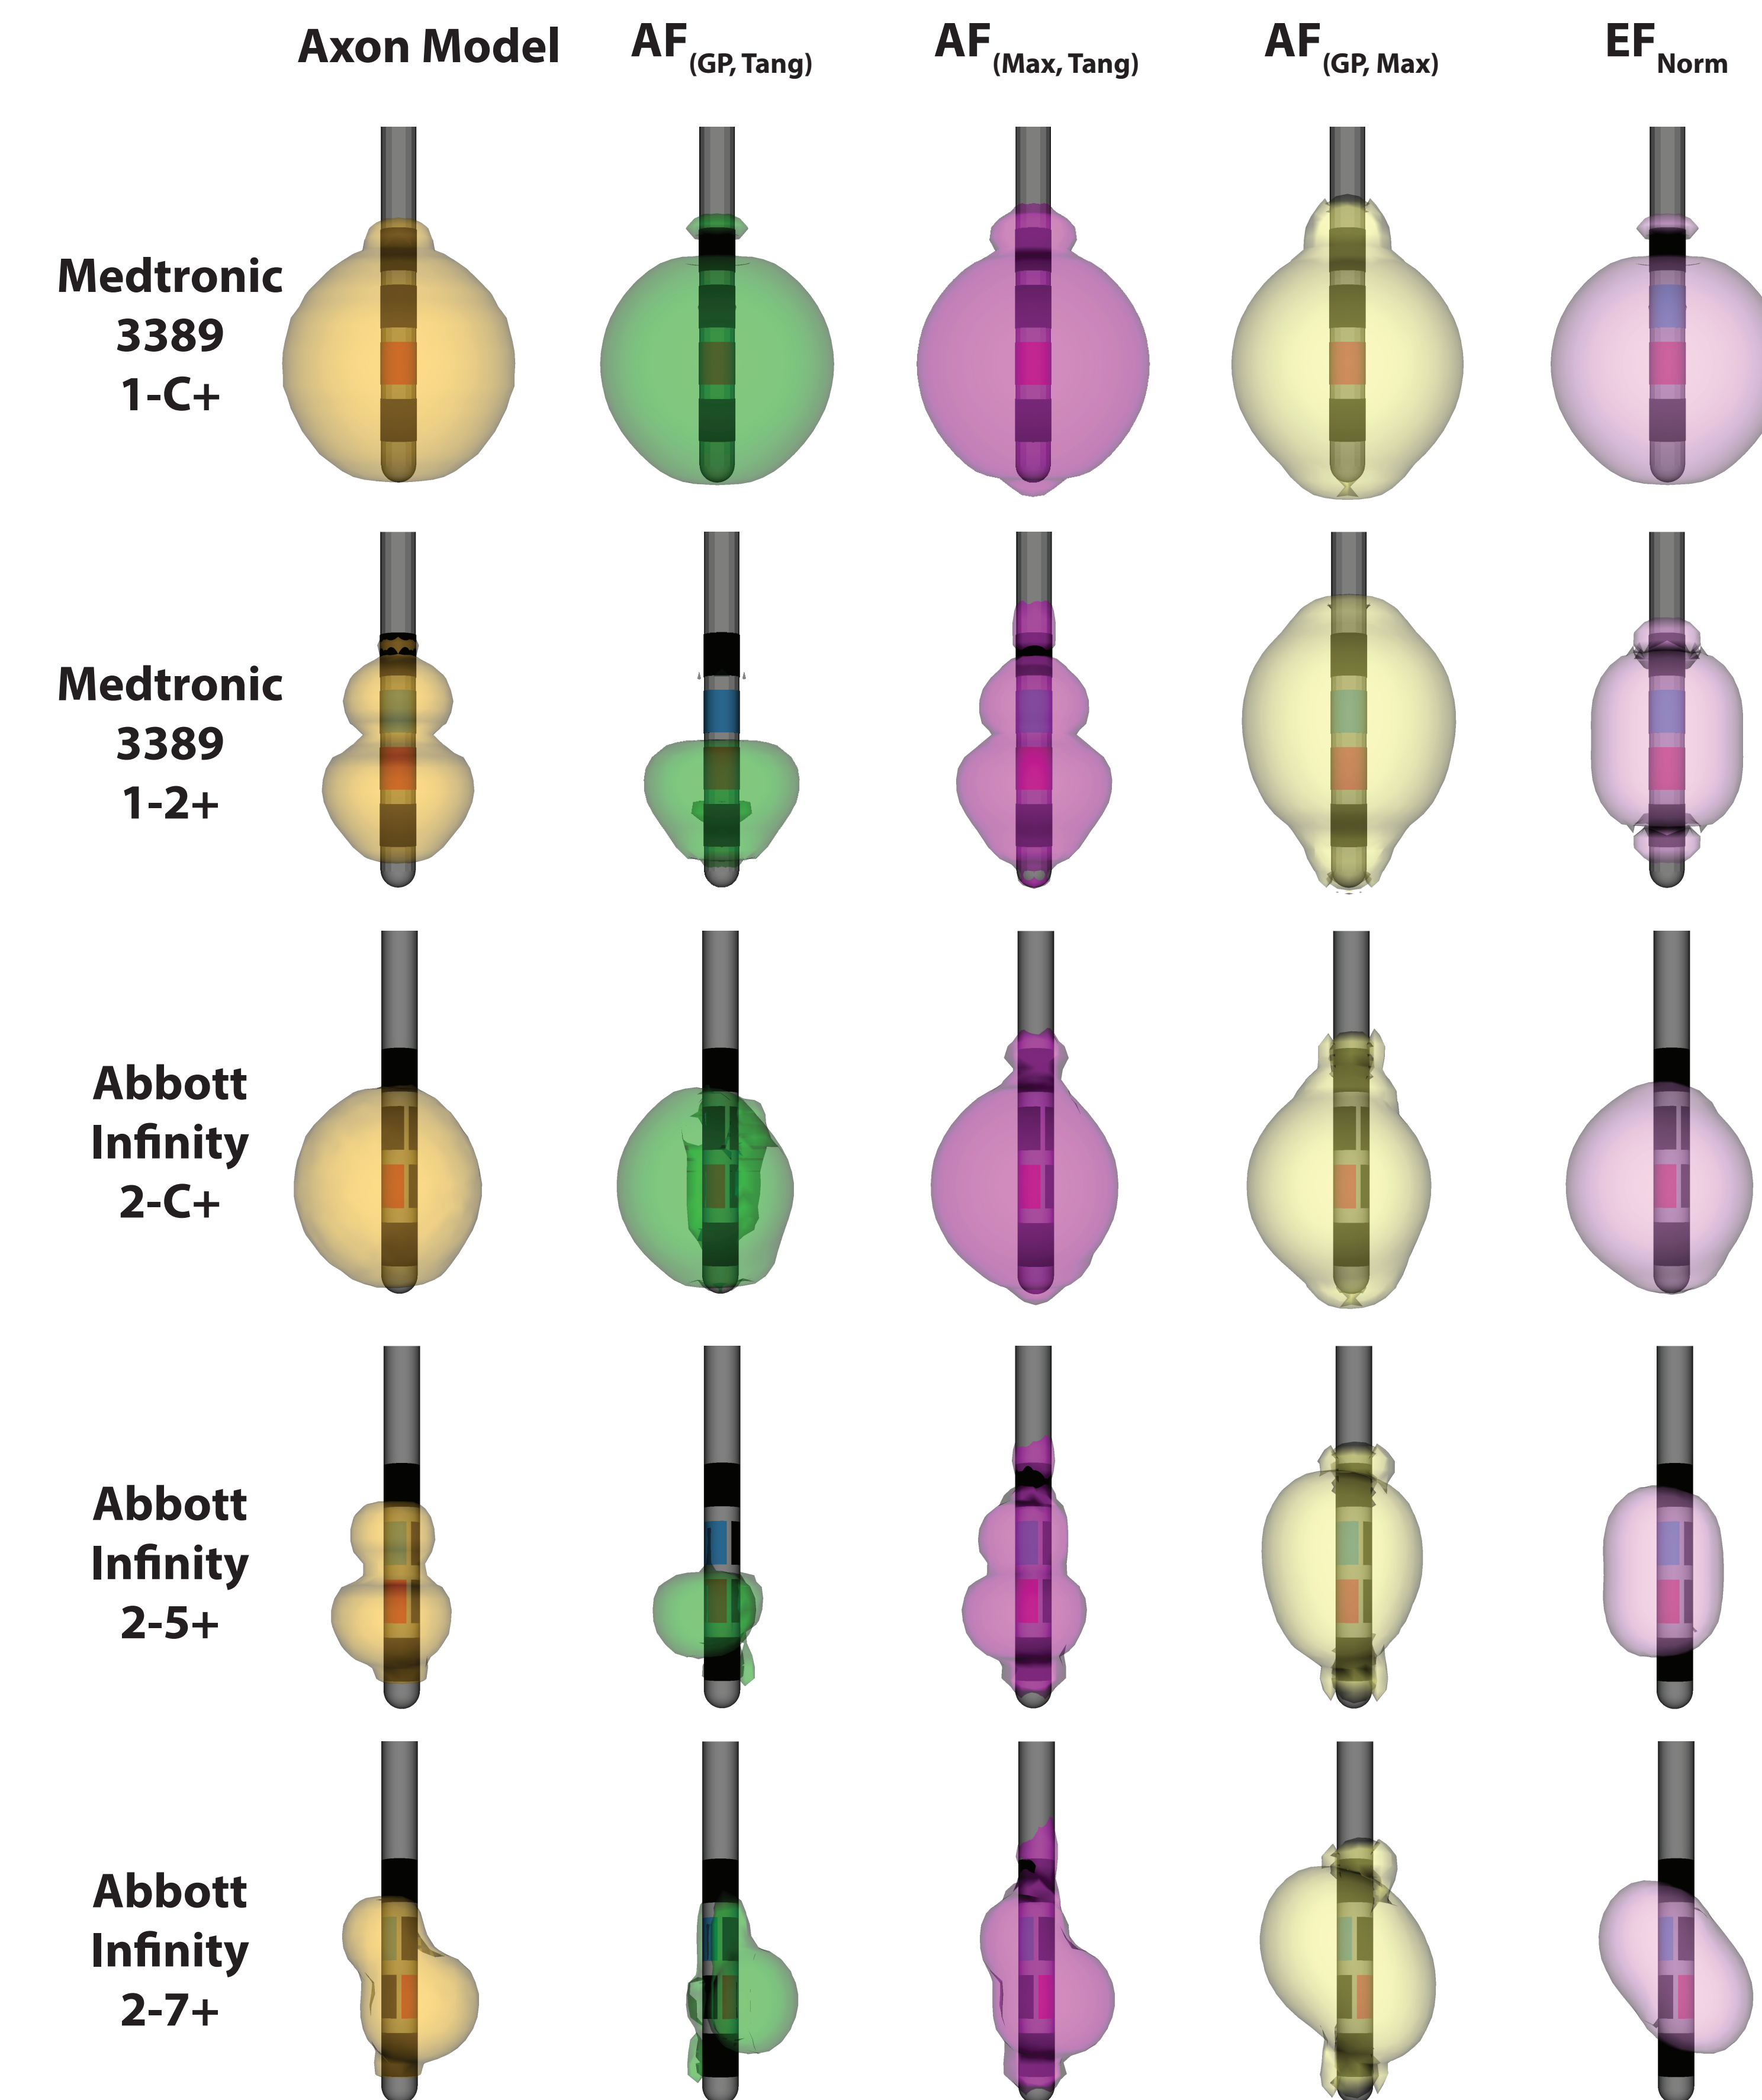 Axon Model AF(GP, Tang) AF(Max, Tang) AF(GP, Max) EFNorm
Medtronic
3389
1-C+
Medtronic
3389
1-2+
Abbott
Infinity
2-C+
Abbott
Infinity
2-5+
Abbott
Infinity
2-7+